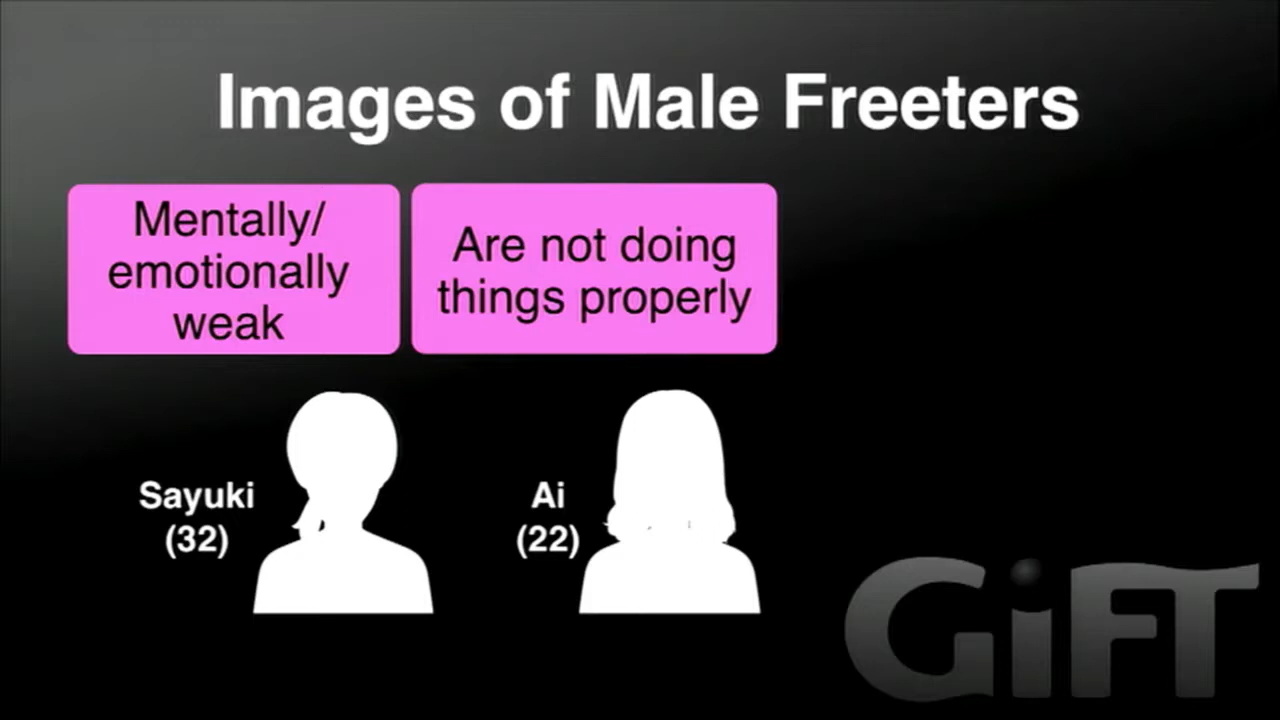 Images of Male Freeters
Mentally/
emotionally
weak
Are not doing
things properly
Sayuki
(32)
Ai
(22)
GiFT